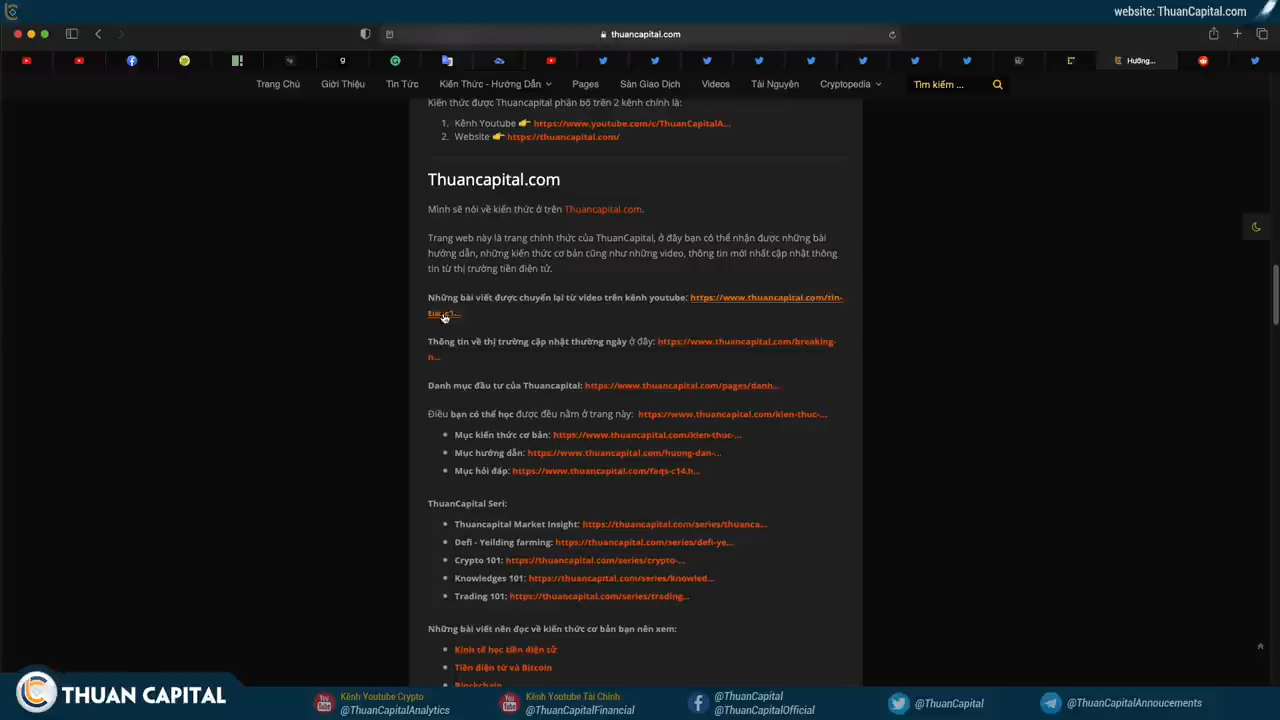 website: ThuanCapital.com
thuancapital.com
Hướng...
Trang Chủ
Giới Thiệu
Tin Tức
Kiến Thức - Hướng Dẫn
Pages
Sàn Giao Dịch
Videos
Tài Nguyên
Cryptopedia
Tìm kiếm ...
Kiến thức được Thuancapital phân bổ trên 2 kênh chính là:
1. Kênh Youtube 👉 https://www.youtube.com/c/ThuanCapitalA...
2. Website 👉 https://thuancapital.com/
Thuancapital.com
Mình sẽ nói về kiến thức ở trên Thuancapital.com.
Trang web này là trang chính thức của ThuanCapital, ở đây bạn có thể nhận được những bài
hướng dẫn, những kiến thức cơ bản cũng như những video, thông tin mới nhất cập nhật thông
tin từ thị trường tiền điện tử.
Những bài viết được chuyển lại từ video trên kênh youtube: https://www.thuancapital.com/tin-
Thông tin về thị trường cập nhật thường ngày ở đây: https://www.thuancapital.com/breaking-
n...
Danh mục đầu tư của Thuancapital: https://www.thuancapital.com/pages/danh...
Điều bạn có thể học được đều nằm ở trang này: https://www.thuancapital.com/kien-thuc-...
• Mục kiến thức cơ bản: https://www.thuancapital.com/kien-thuc-...
• Mục hướng dẫn: https://www.thuancapital.com/huong-dan-...
• Mục hỏi đáp: https://www.thuancapital.com/faqs-c14.h...
ThuanCapital Seri:
• Thuancapital Market Insight: https://thuancapital.com/series/thuanca...
• Defi - Yeilding farming: https://thuancapital.com/series/defi-ye...
• Crypto 101: https://thuancapital.com/series/crypto-...
• Knowledges 101: https://thuancapital.com/series/knowled...
• Trading 101: https://thuancapital.com/series/trading...
Những bài viết nên đọc về kiến thức cơ bản bạn nên xem:
• Kinh tế học tiền điện tử
• Tiền điện tử và Bitcoin
• Blockchain
THUAN CAPITAL
Kênh Youtube Crypto
@ThuanCapitalAnalytics
Kênh Youtube Tài Chính
@ThuanCapitalFinancial
@ThuanCapital
@ThuanCapitalOfficial
@ThuanCapital
@ThuanCapitalAnnoucements